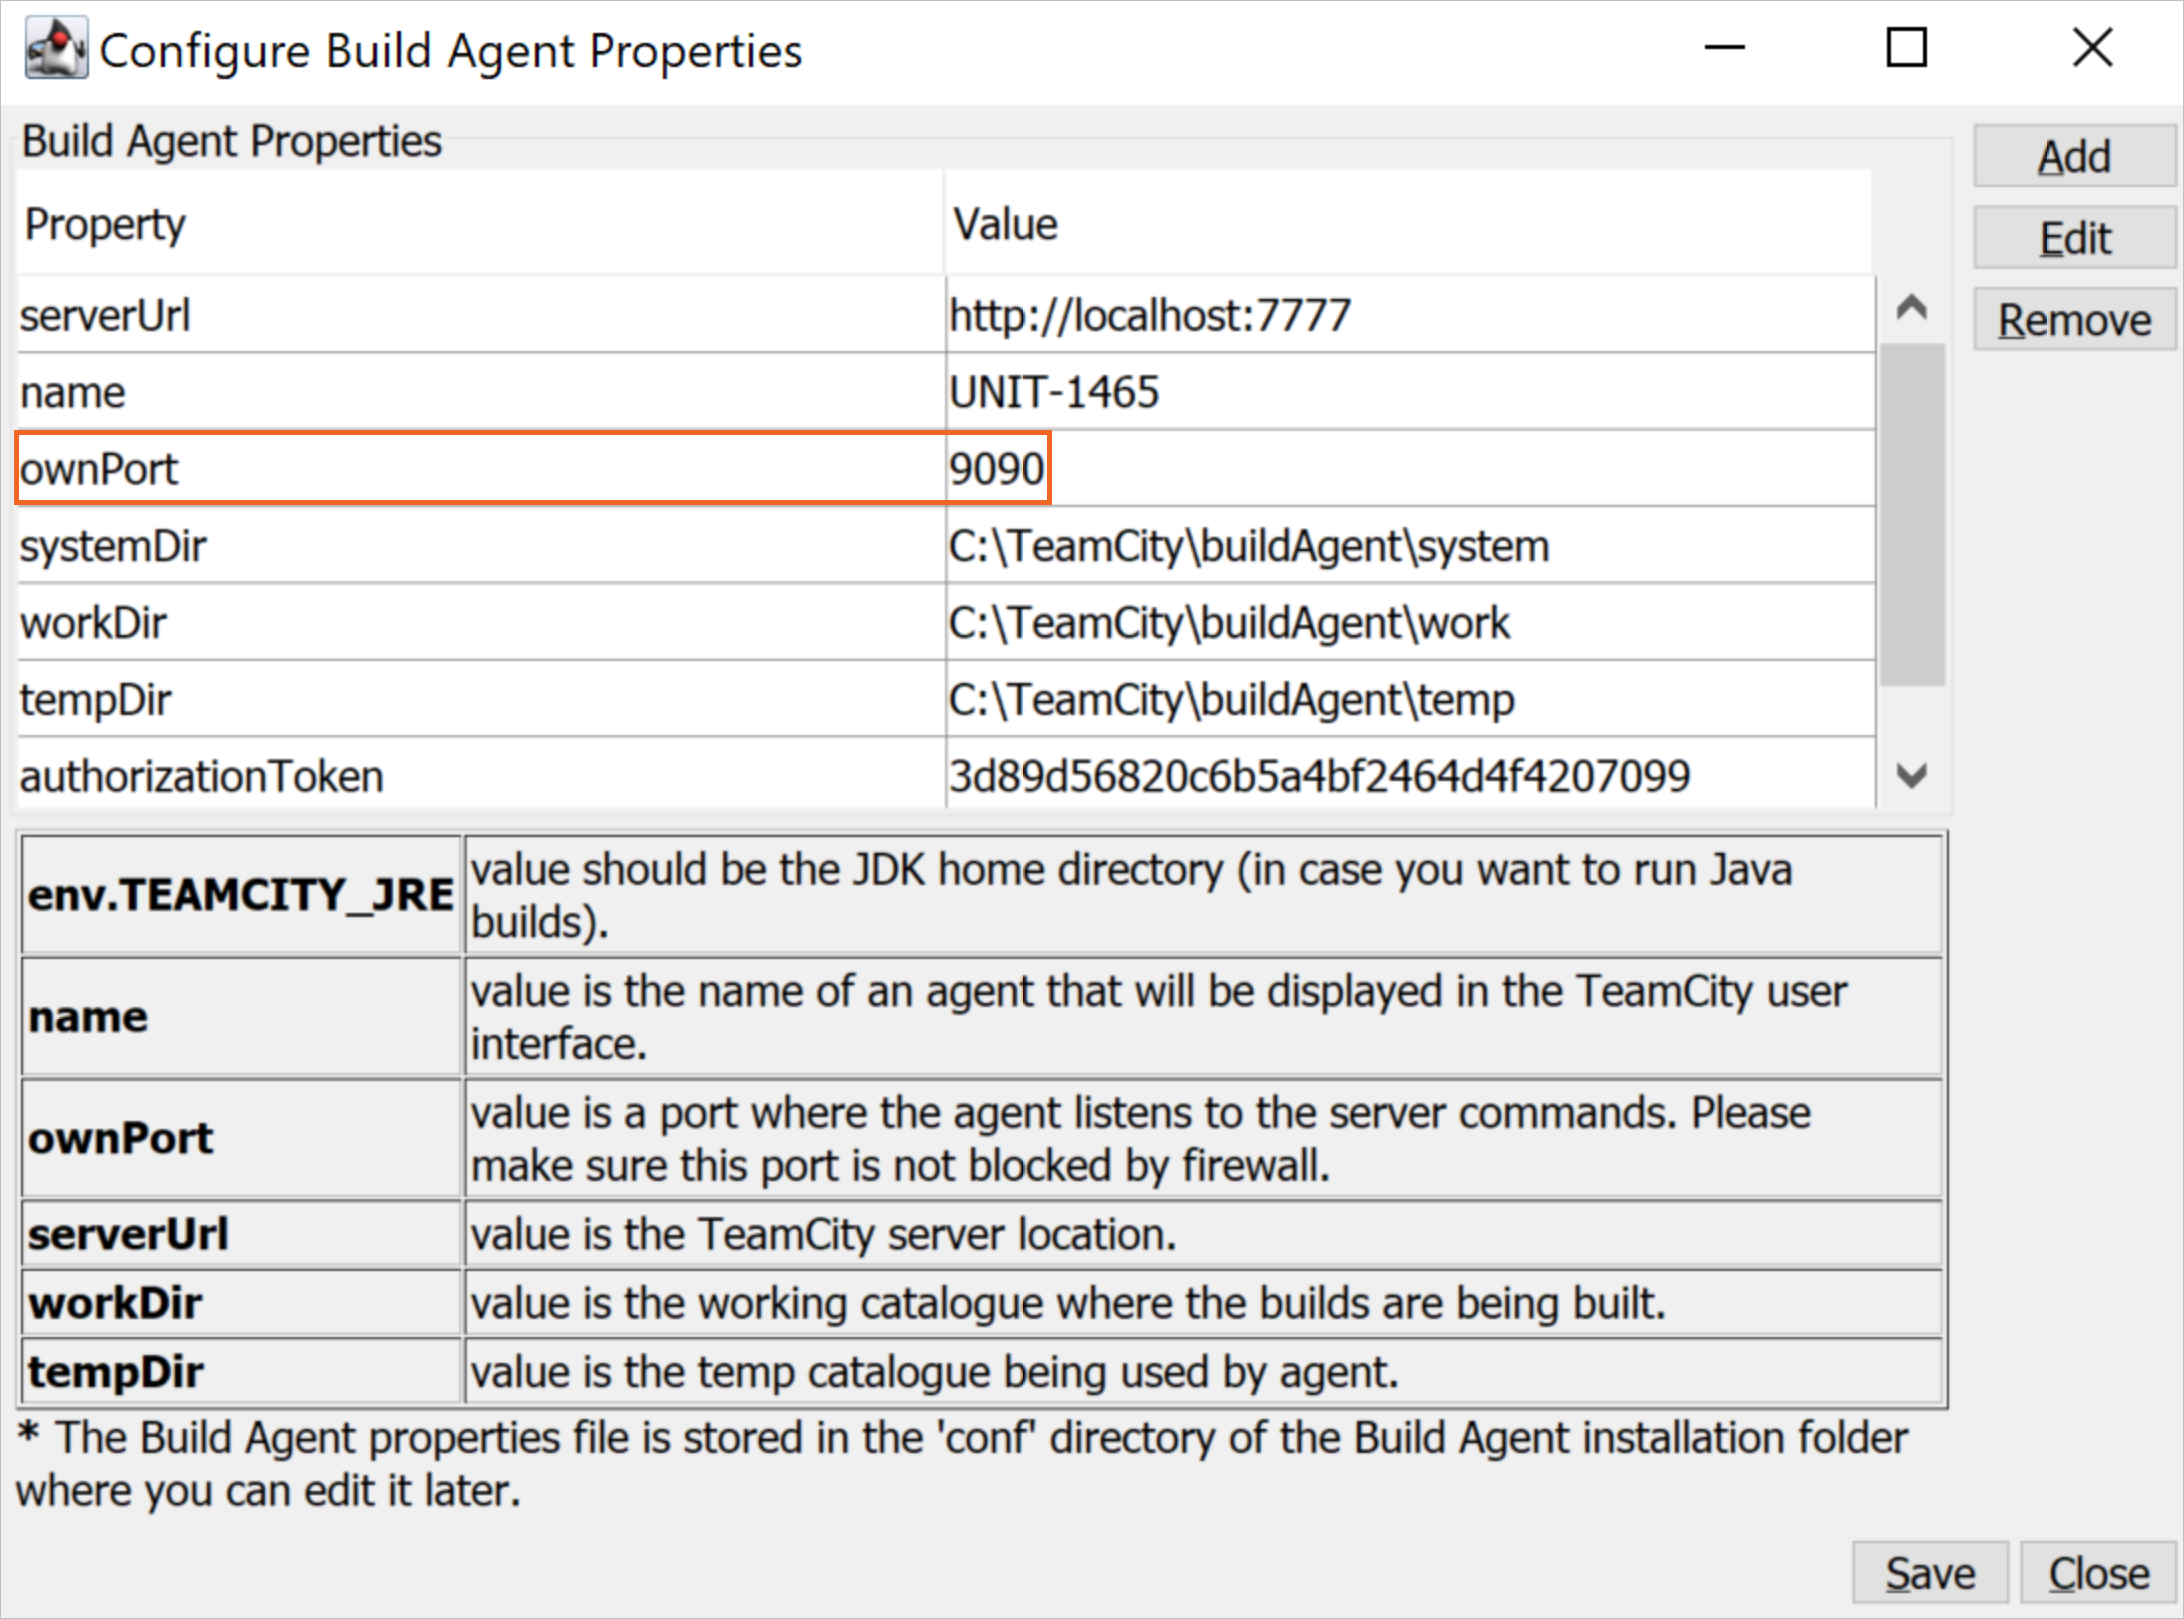 Configure Build Agent Properties
Build Agent Properties
Add
Edit
Remove
Property Value
serverUrl http://localhost:7777
name UNIT-1465
ownPort 9090
systemDir C:\TeamCity\buildAgent\system
workDir C:\TeamCity\buildAgent\work
tempDir C:\TeamCity\buildAgent\temp
authorizationToken 3d89d56820c6b5a4bf2464d4f4207099
env.TEAMCITY_JRE value should be the JDK home directory (in case you want to run Java
builds).
name value is the name of an agent that will be displayed in the TeamCity user
interface.
ownPort value is a port where the agent listens to the server commands. Please
make sure this port is not blocked by firewall.
serverUrl value is the TeamCity server location.
workDir value is the working catalogue where the builds are being built.
tempDir value is the temp catalogue being used by agent.
* The Build Agent properties file is stored in the 'conf' directory of the Build Agent installation folder
where you can edit it later.
Save Close